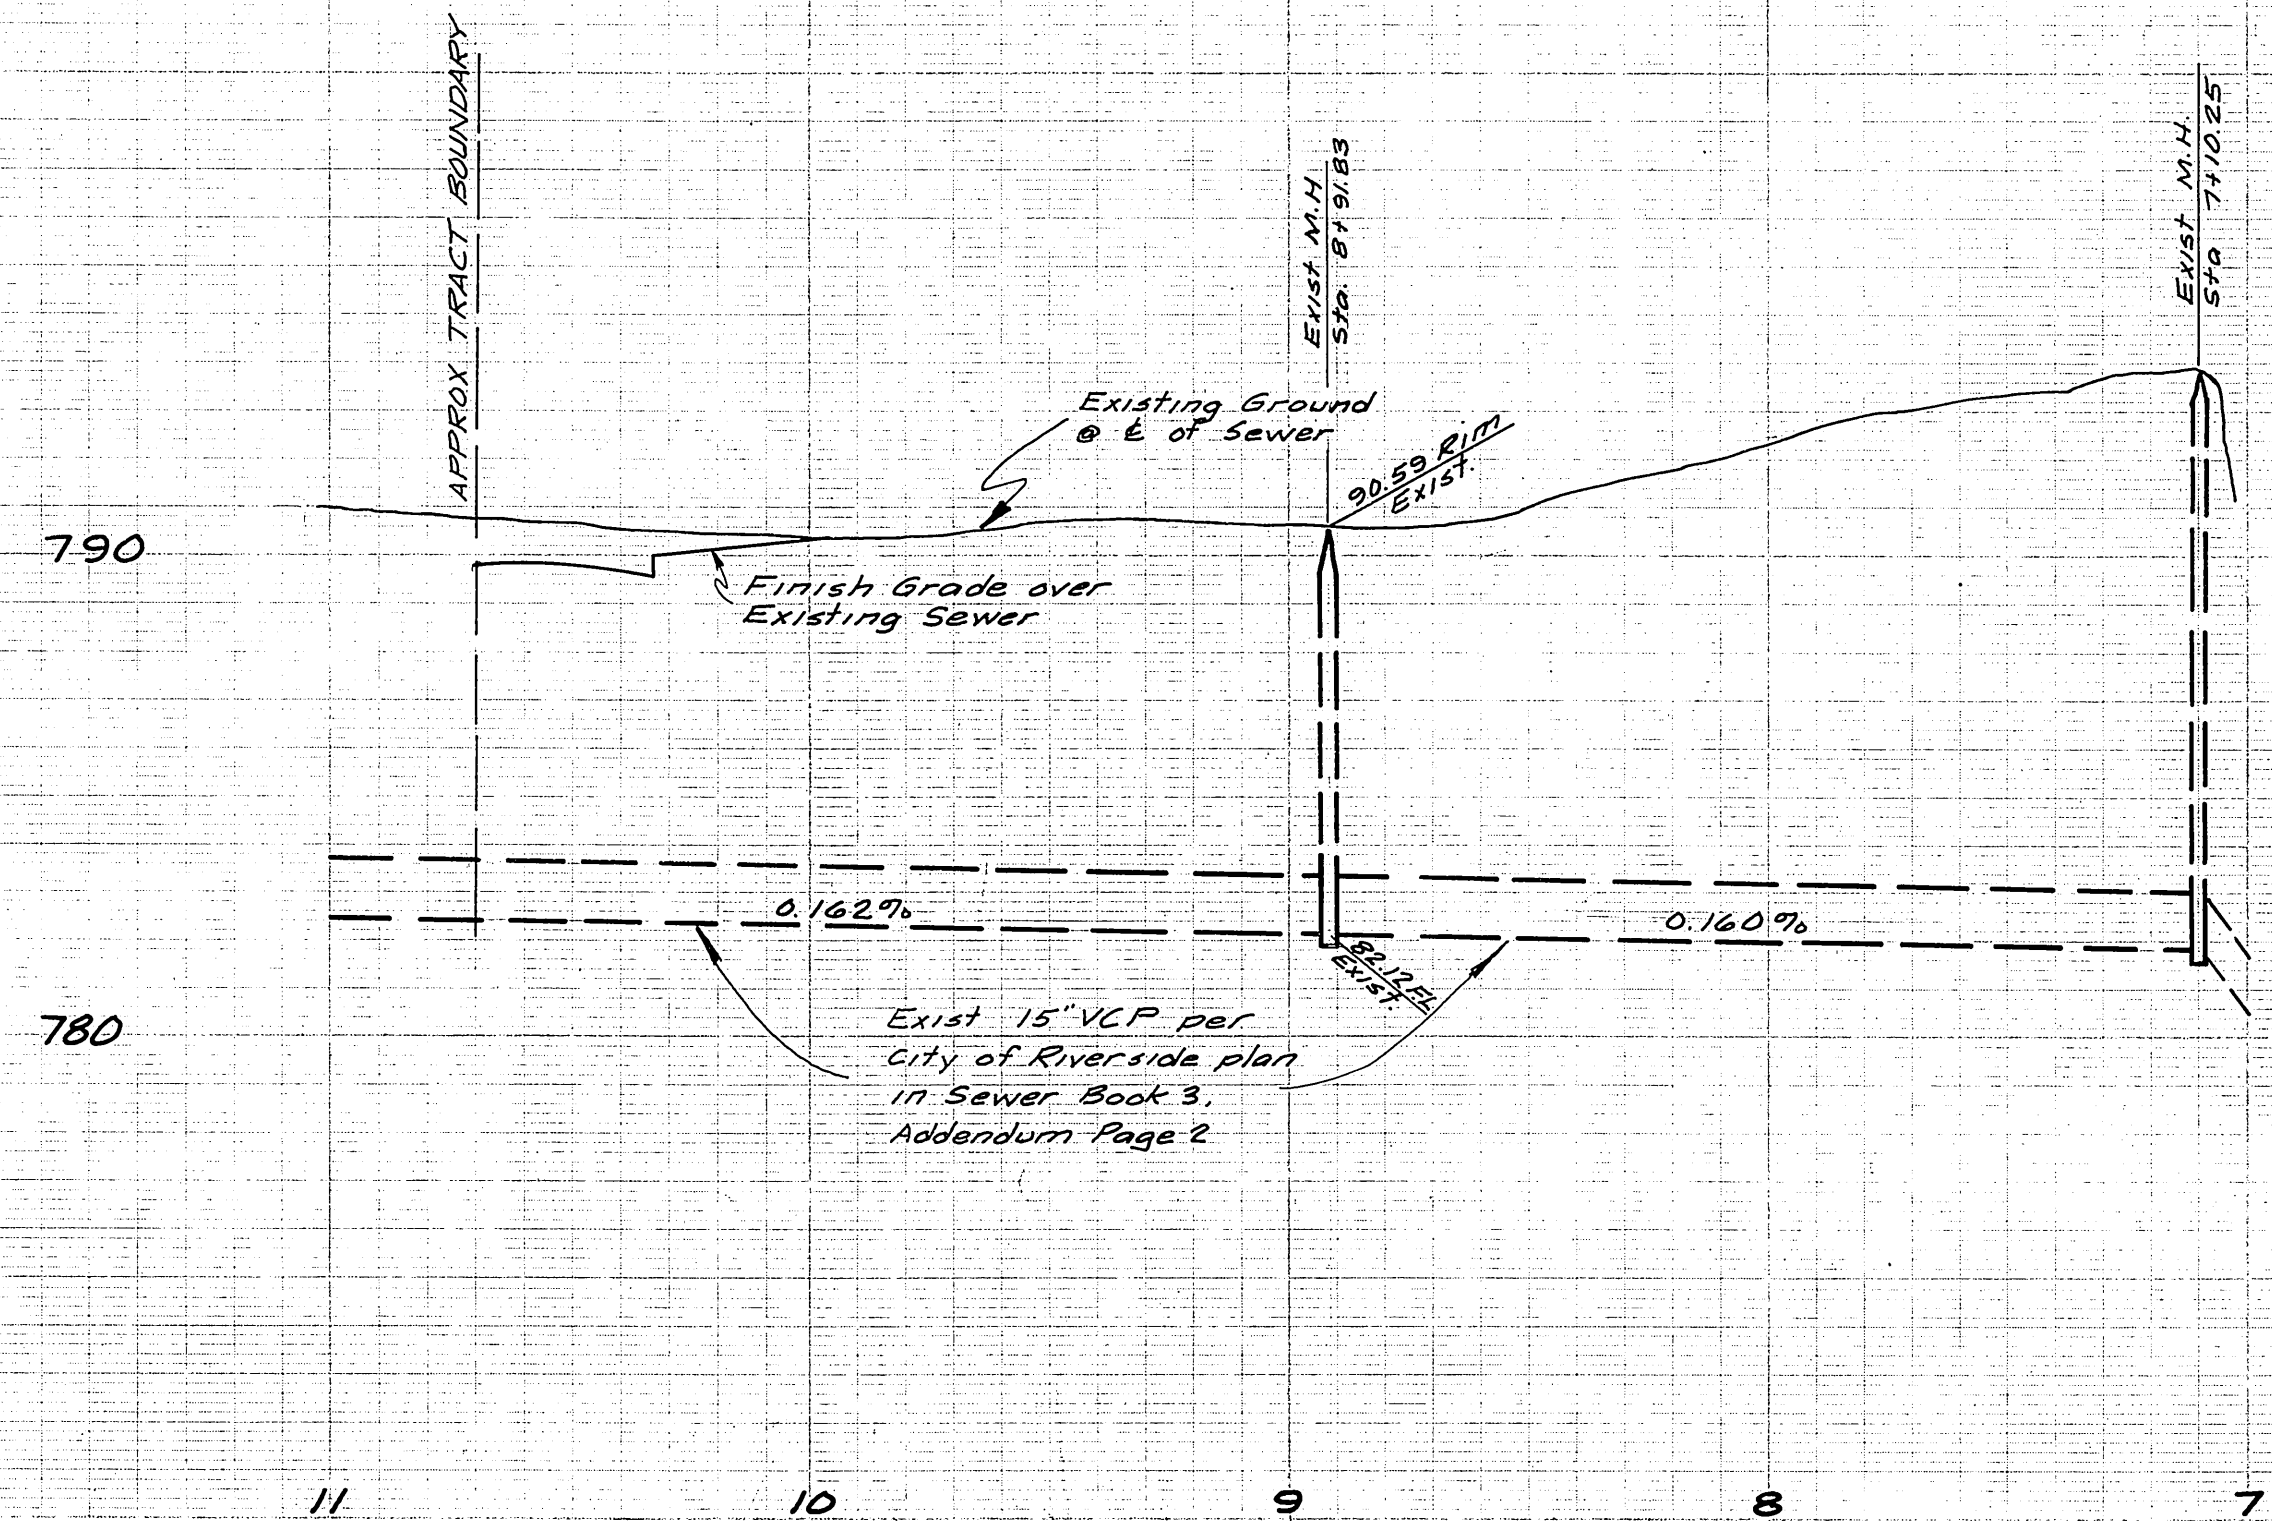 APPROX TRACT BOUNDARY
Exist M.H
Sta. 8+91.83
Exist M.H.
Sta 7+10.25
Existing Ground
@ ℄ of Sewer
90.59 Rim
Exist.
790
Finish Grade over
Existing Sewer
0.162%
0.160%
82.12 FL
Exist.
780
Exist 15" VCP per
City of Riverside plan
in Sewer Book 3,
Addendum Page 2
11 10 9 8 7